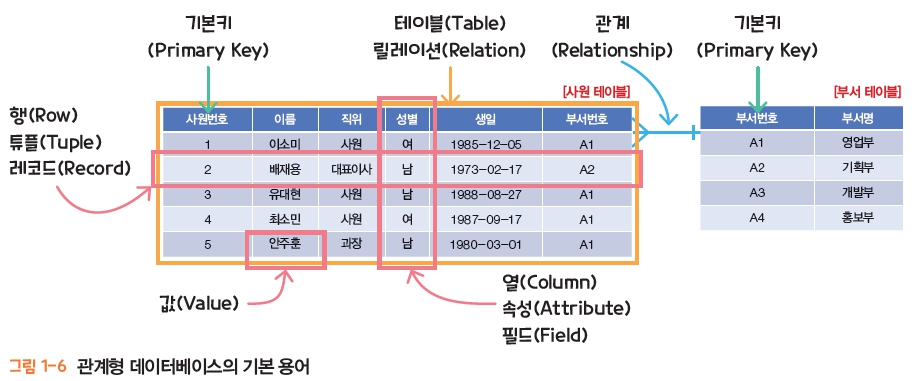 기본키
(Primary Key)
테이블(Table)
릴레이션(Relation)
관계
(Relationship)
기본키
(Primary Key)
행(Row)
튜플(Tuple)
레코드(Record)
[사원 테이블]
사원번호 이름 직위 성별 생일 부서번호
1 이소미 사원 여 1985-12-05 A1
2 배재용 대표이사 남 1973-02-17 A2
3 유대현 사원 남 1988-08-27 A1
4 최소민 사원 여 1987-09-17 A1
5 안주훈 과장 남 1980-03-01 A1
[부서 테이블]
부서번호 부서명
A1 영업부
A2 기획부
A3 개발부
A4 홍보부
값(Value)
열(Column)
속성(Attribute)
필드(Field)
그림 1-6 관계형 데이터베이스의 기본 용어